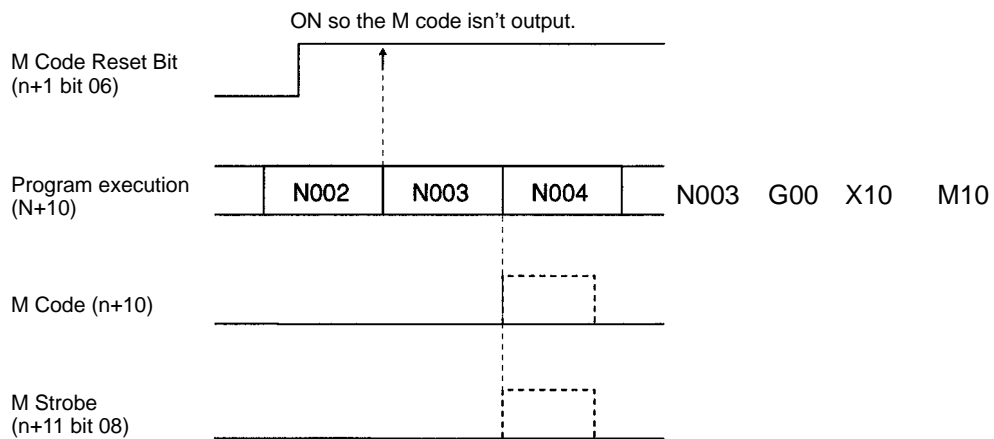 ON so the M code isn't output.
M Code Reset Bit
(n+1 bit 06)
Program execution
(N+10)
N002 N003 N004 N003 G00 X10 M10
M Code (n+10)
M Strobe
(n+11 bit 08)